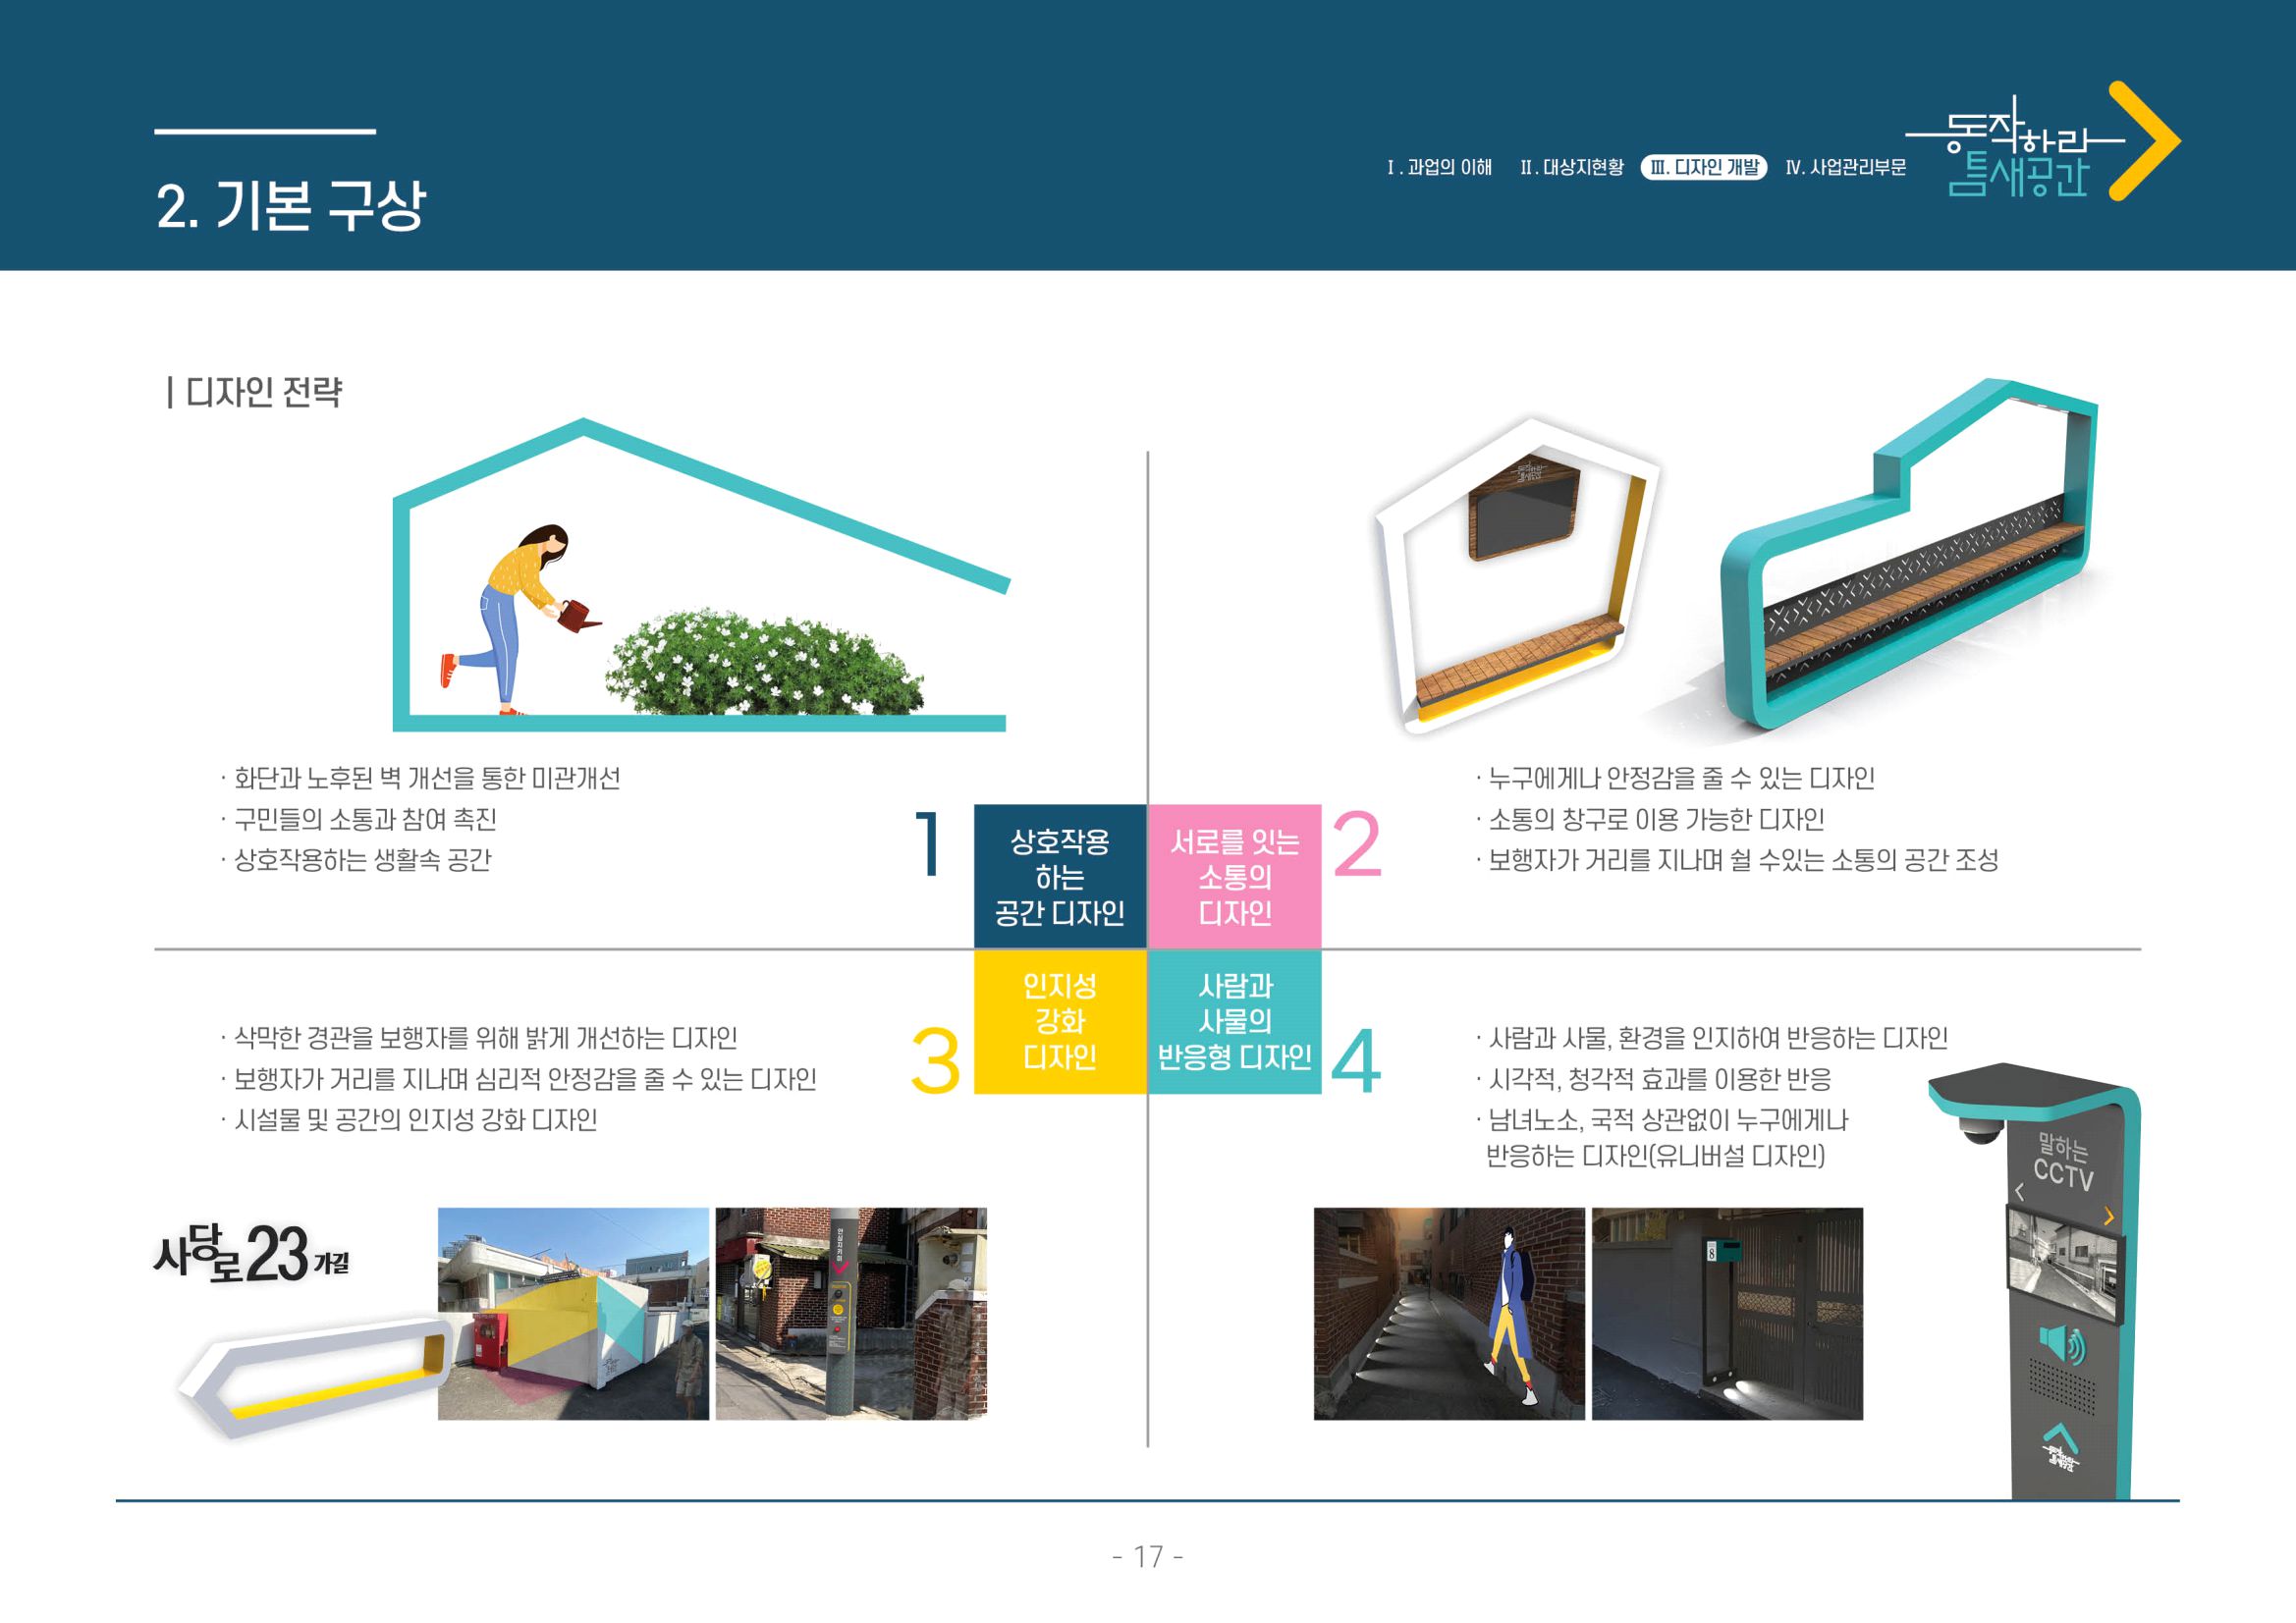 2. 기본 구상
Ⅰ. 과업의 이해 Ⅱ. 대상지현황 Ⅲ. 디자인 개발 Ⅳ. 사업관리부문
동작하라
틈새공간
| 디자인 전략
· 화단과 노후된 벽 개선을 통한 미관개선
· 구민들의 소통과 참여 촉진
· 상호작용하는 생활속 공간
1
상호작용
하는
공간 디자인
서로를 잇는
소통의
디자인
2
· 누구에게나 안정감을 줄 수 있는 디자인
· 소통의 창구로 이용 가능한 디자인
· 보행자가 거리를 지나며 쉴 수있는 소통의 공간 조성
· 삭막한 경관을 보행자를 위해 밝게 개선하는 디자인
· 보행자가 거리를 지나며 심리적 안정감을 줄 수 있는 디자인
· 시설물 및 공간의 인지성 강화 디자인
3
인지성
강화
디자인
사람과
사물의
반응형 디자인
4
· 사람과 사물, 환경을 인지하여 반응하는 디자인
· 시각적, 청각적 효과를 이용한 반응
· 남녀노소, 국적 상관없이 누구에게나
반응하는 디자인(유니버설 디자인)
사당로23가길
안심지키미
8
말하는
CCTV
동작하라
틈새공간
- 17 -